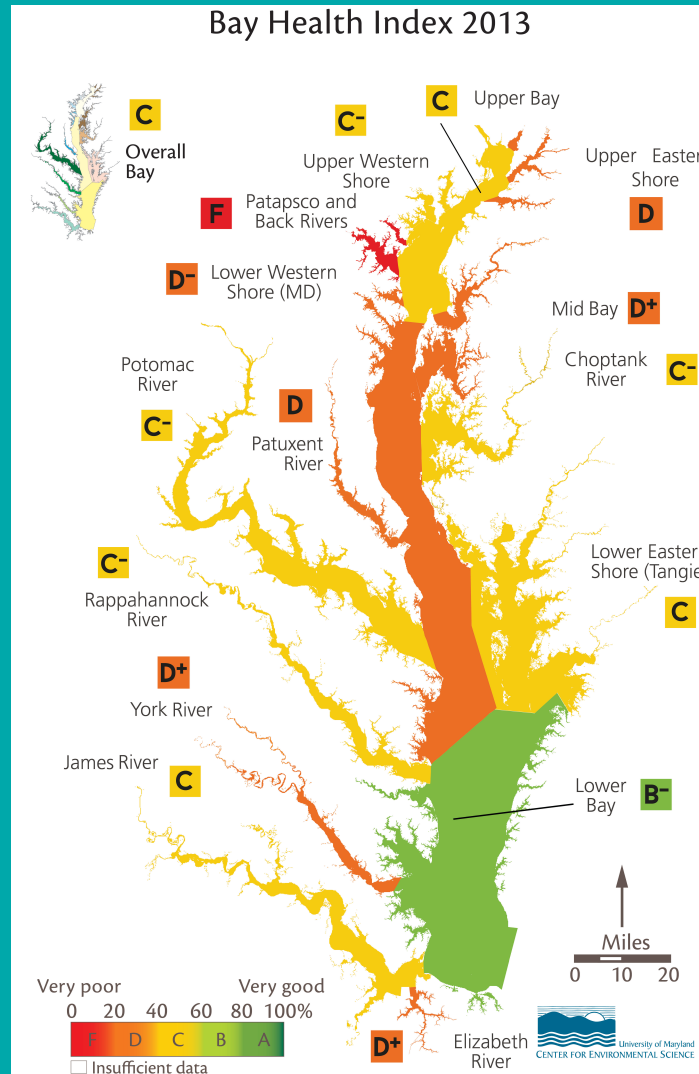 Bay Health Index 2013
C
Overall
Bay
C-
Upper Western
Shore
C
Upper Bay
Upper Easter
Shore
D
F
Patapsco and
Back Rivers
D-
Lower Western
Shore (MD)
Mid Bay
D+
Choptank
River
C-
Potomac
River
C-
D
Patuxent
River
C-
Rappahannock
River
Lower Easter
Shore (Tangie
C
D+
York River
James River
C
Lower
Bay
B-
Miles
0 10 20
Very poor Very good
0 20 40 60 80 100%
F D C B A
Insufficient data
D+
Elizabeth
River
University of Maryland
CENTER FOR ENVIRONMENTAL SCIENCE